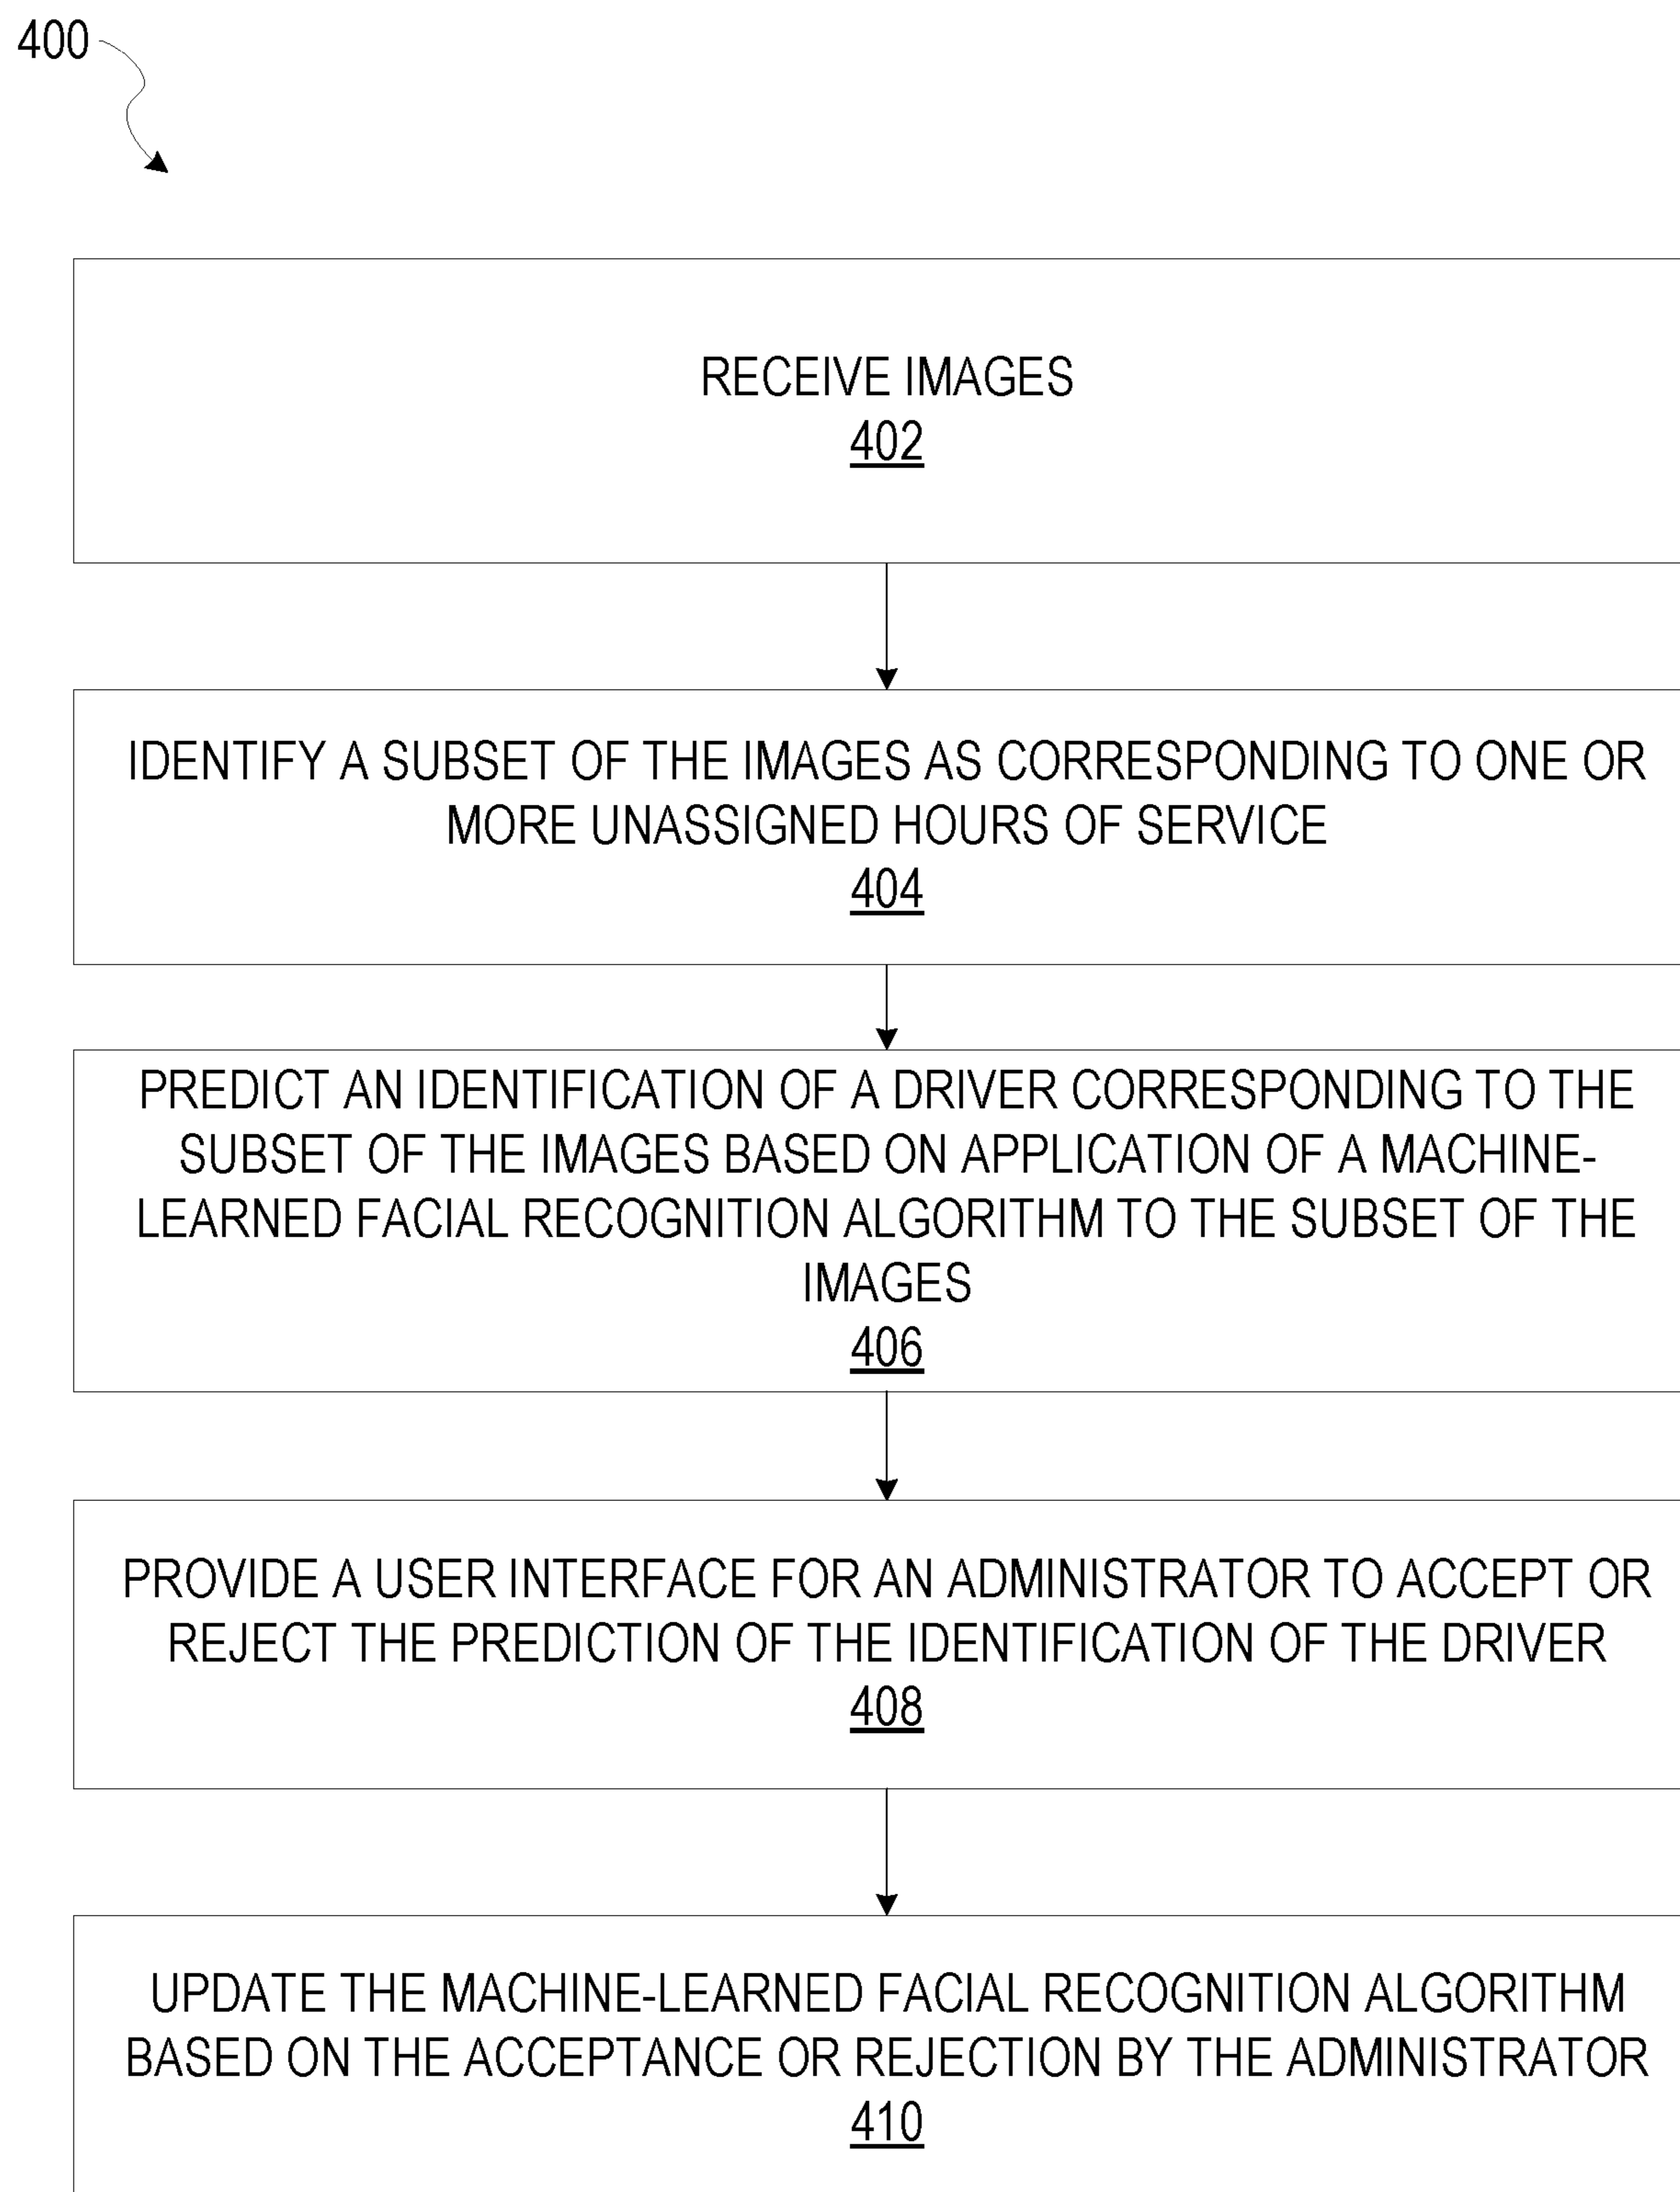 400
RECEIVE IMAGES
402
IDENTIFY A SUBSET OF THE IMAGES AS CORRESPONDING TO ONE OR
MORE UNASSIGNED HOURS OF SERVICE
404
PREDICT AN IDENTIFICATION OF A DRIVER CORRESPONDING TO THE
SUBSET OF THE IMAGES BASED ON APPLICATION OF A MACHINE-
LEARNED FACIAL RECOGNITION ALGORITHM TO THE SUBSET OF THE
IMAGES
406
PROVIDE A USER INTERFACE FOR AN ADMINISTRATOR TO ACCEPT OR
REJECT THE PREDICTION OF THE IDENTIFICATION OF THE DRIVER
408
UPDATE THE MACHINE-LEARNED FACIAL RECOGNITION ALGORITHM
BASED ON THE ACCEPTANCE OR REJECTION BY THE ADMINISTRATOR
410